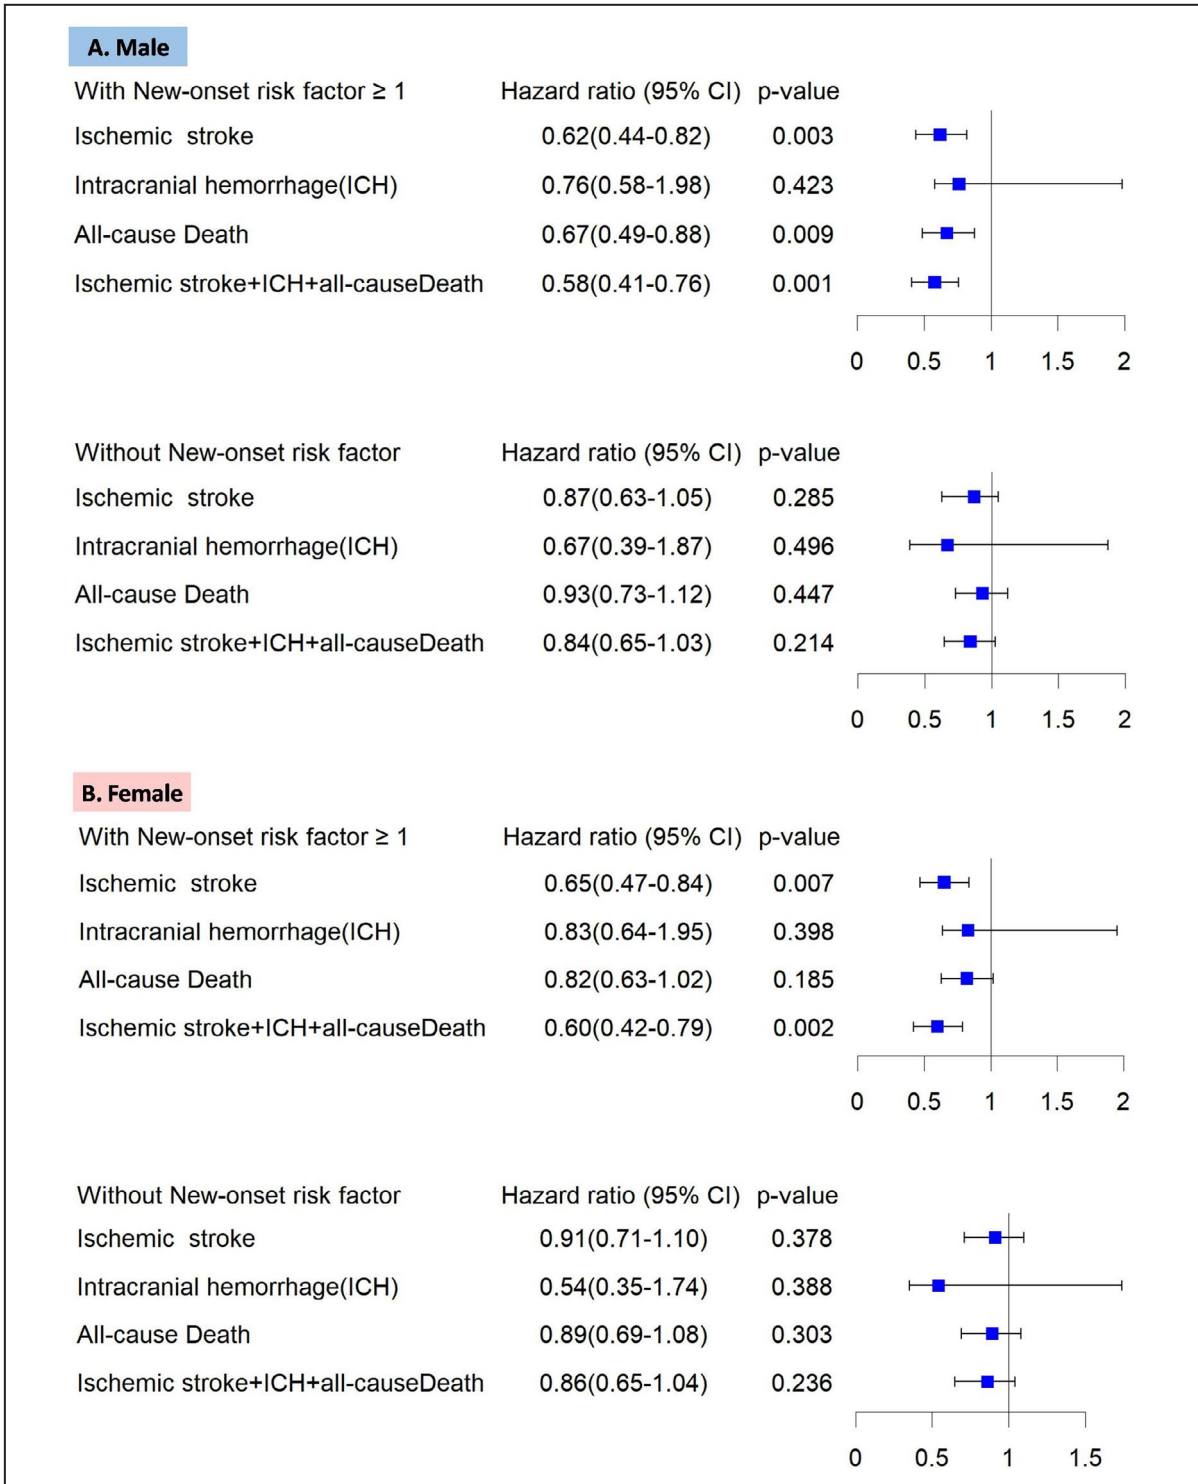 A. Male
With New-onset risk factor ≥ 1 Hazard ratio (95% CI) p-value
Ischemic stroke 0.62(0.44-0.82) 0.003
Intracranial hemorrhage(ICH) 0.76(0.58-1.98) 0.423
All-cause Death 0.67(0.49-0.88) 0.009
Ischemic stroke+ICH+all-causeDeath 0.58(0.41-0.76) 0.001
0 0.5 1 1.5 2
Without New-onset risk factor Hazard ratio (95% CI) p-value
Ischemic stroke 0.87(0.63-1.05) 0.285
Intracranial hemorrhage(ICH) 0.67(0.39-1.87) 0.496
All-cause Death 0.93(0.73-1.12) 0.447
Ischemic stroke+ICH+all-causeDeath 0.84(0.65-1.03) 0.214
0 0.5 1 1.5 2
B. Female
With New-onset risk factor ≥ 1 Hazard ratio (95% CI) p-value
Ischemic stroke 0.65(0.47-0.84) 0.007
Intracranial hemorrhage(ICH) 0.83(0.64-1.95) 0.398
All-cause Death 0.82(0.63-1.02) 0.185
Ischemic stroke+ICH+all-causeDeath 0.60(0.42-0.79) 0.002
0 0.5 1 1.5 2
Without New-onset risk factor Hazard ratio (95% CI) p-value
Ischemic stroke 0.91(0.71-1.10) 0.378
Intracranial hemorrhage(ICH) 0.54(0.35-1.74) 0.388
All-cause Death 0.89(0.69-1.08) 0.303
Ischemic stroke+ICH+all-causeDeath 0.86(0.65-1.04) 0.236
0 0.5 1 1.5